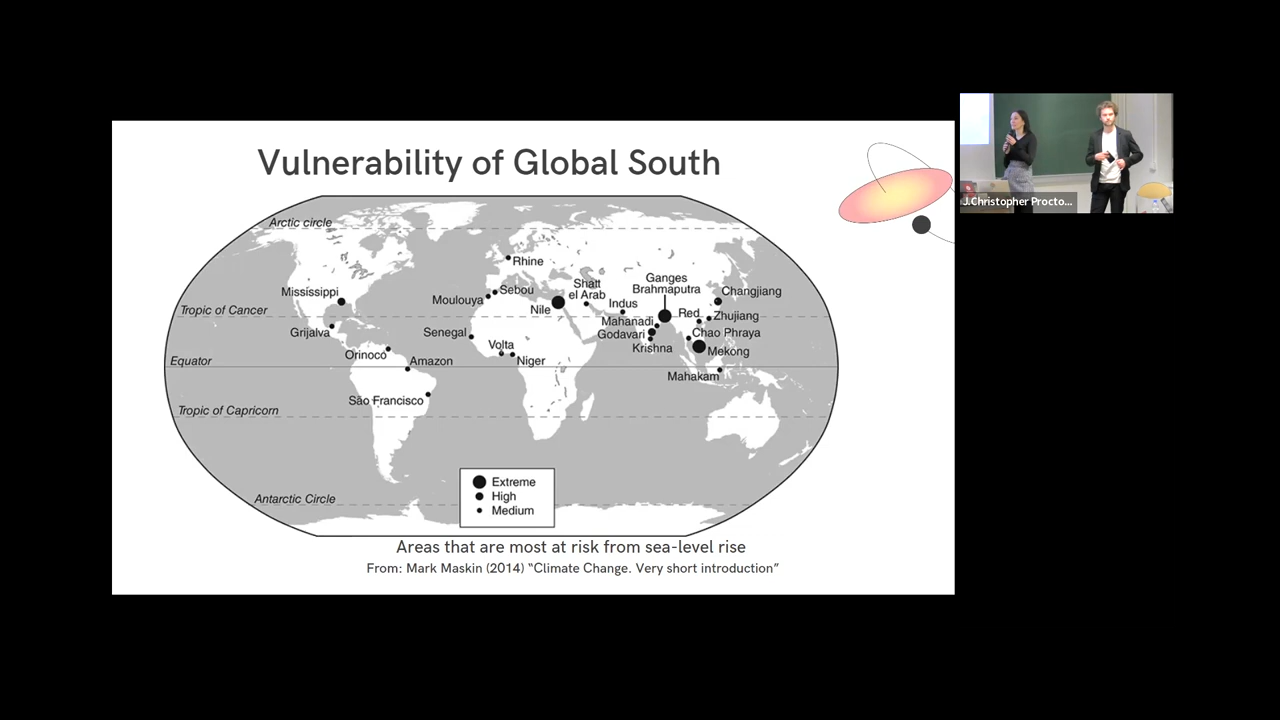 Vulnerability of Global South
Arctic circle
Rhine
Ganges
Brahmaputra
Shatt
el Arab
Mississippi
Moulouya
Sebou
Indus
Changjiang
Tropic of Cancer
Nile
Mahanadi
Red
Zhujiang
Grijalva
Senegal
Godavari
Chao Phraya
Volta
Krishna
Mekong
Orinoco
Equator
Amazon
Niger
Mahakam
São Francisco
Tropic of Capricorn
Antarctic Circle
Extreme
High
Medium
Areas that are most at risk from sea-level rise
From: Mark Maskin (2014) “Climate Change. Very short introduction”
J.Christopher Procto...